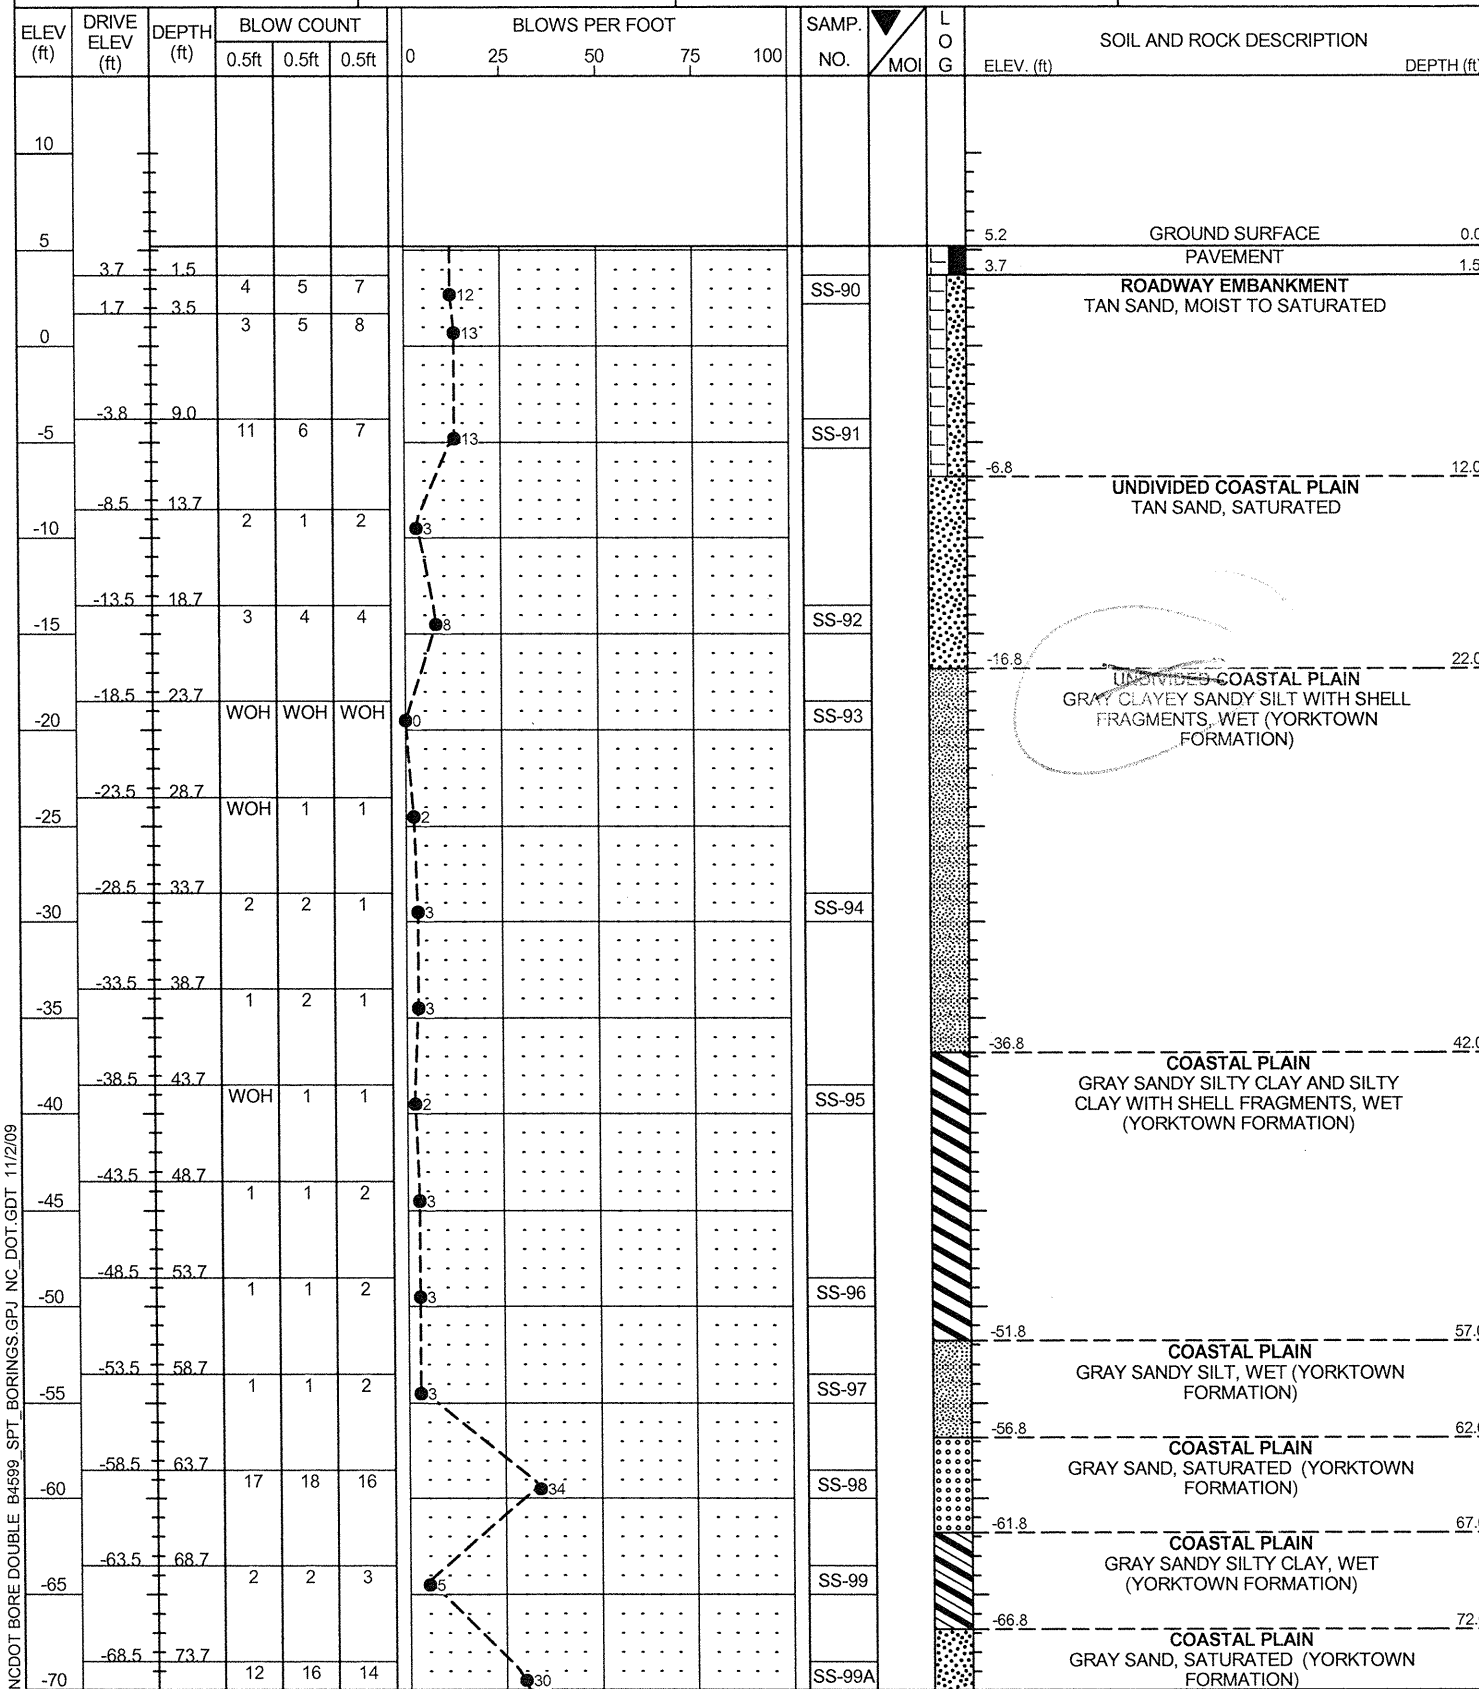 ELEV (ft) DRIVE ELEV (ft) DEPTH (ft) BLOW COUNT BLOWS PER FOOT SAMP. NO. MOI LOG SOIL AND ROCK DESCRIPTION
0.5ft 0.5ft 0.5ft 0 25 50 75 100 ELEV. (ft) DEPTH (ft)
10
5 5.2 GROUND SURFACE 0.0
PAVEMENT
3.7 1.5 3.7 1.5
4 5 7 12 SS-90 ROADWAY EMBANKMENT
TAN SAND, MOIST TO SATURATED
1.7 3.5
3 5 8 13
0
-3.8 9.0
11 6 7 13 SS-91
-5
-6.8 12.0
UNDIVIDED COASTAL PLAIN
TAN SAND, SATURATED
-8.5 13.7
2 1 2 3
-10
-13.5 18.7
3 4 4 8 SS-92
-15
-16.8 22.0
UNDIVIDED COASTAL PLAIN
GRAY CLAYEY SANDY SILT WITH SHELL
FRAGMENTS, WET (YORKTOWN
FORMATION)
-18.5 23.7
WOH WOH WOH 0 SS-93
-20
-23.5 28.7
WOH 1 1 2
-25
-28.5 33.7
2 2 1 3 SS-94
-30
-33.5 38.7
1 2 1 3
-35
-36.8 42.0
COASTAL PLAIN
GRAY SANDY SILTY CLAY AND SILTY
CLAY WITH SHELL FRAGMENTS, WET
(YORKTOWN FORMATION)
-38.5 43.7
WOH 1 1 2 SS-95
-40
-43.5 48.7
1 1 2 3
-45
-48.5 53.7
1 1 2 3 SS-96
-50
-51.8 57.0
COASTAL PLAIN
GRAY SANDY SILT, WET (YORKTOWN
FORMATION)
-53.5 58.7
1 1 2 3 SS-97
-55
-56.8 62.0
COASTAL PLAIN
GRAY SAND, SATURATED (YORKTOWN
FORMATION)
-58.5 63.7
17 18 16 34 SS-98
-60
-61.8 67.0
COASTAL PLAIN
GRAY SANDY SILTY CLAY, WET
(YORKTOWN FORMATION)
-63.5 68.7
2 2 3 5 SS-99
-65
-66.8 72.
COASTAL PLAIN
GRAY SAND, SATURATED (YORKTOWN
FORMATION)
-68.5 73.7
12 16 14 30 SS-99A
-70
NCDOT BORE DOUBLE B4599_SPT_BORINGS.GPJ NC_DOT.GDT 11/2/09